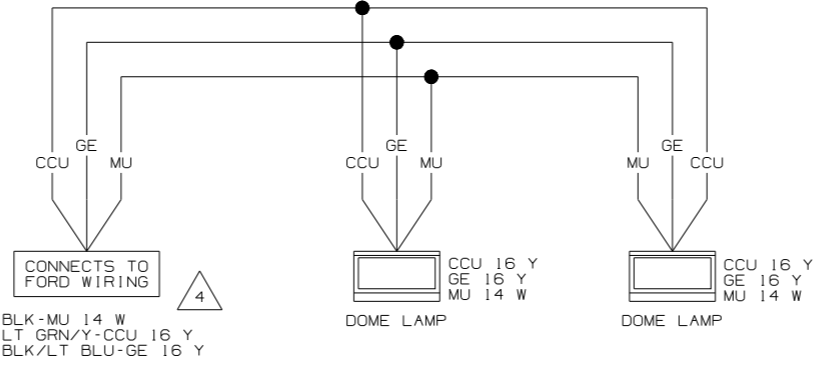 GE
CCU MU
GE
CCU MU
GE
MU CCU
CONNECTS TO
FORD WIRING
4
BLK-MU 14 W
LT GRN/Y-CCU 16 Y
BLK/LT BLU-GE 16 Y
CCU 16 Y
GE 16 Y
MU 14 W
DOME LAMP
CCU 16 Y
GE 16 Y
MU 14 W
DOME LAMP